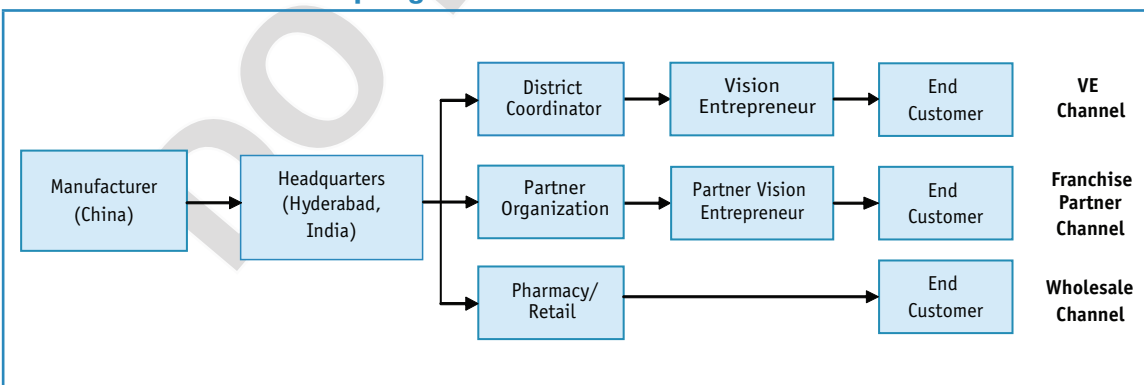 District
Coordinator
Vision
Entrepreneur
End
Customer
VE
Channel
Manufacturer
(China)
Headquarters
(Hyderabad,
India)
Partner
Organization
Partner Vision
Entrepreneur
End
Customer
Franchise
Partner
Channel
Pharmacy/
Retail
End
Customer
Wholesale
Channel